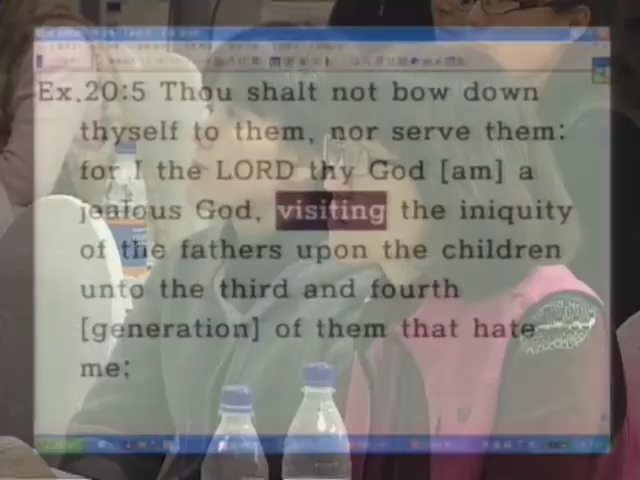 Ex.20:5 Thou shalt not bow down
thyself to them, nor serve them:
for I the LORD thy God [am] a
jealous God, visiting the iniquity
of the fathers upon the children
unto the third and fourth
[generation] of them that hate
me;